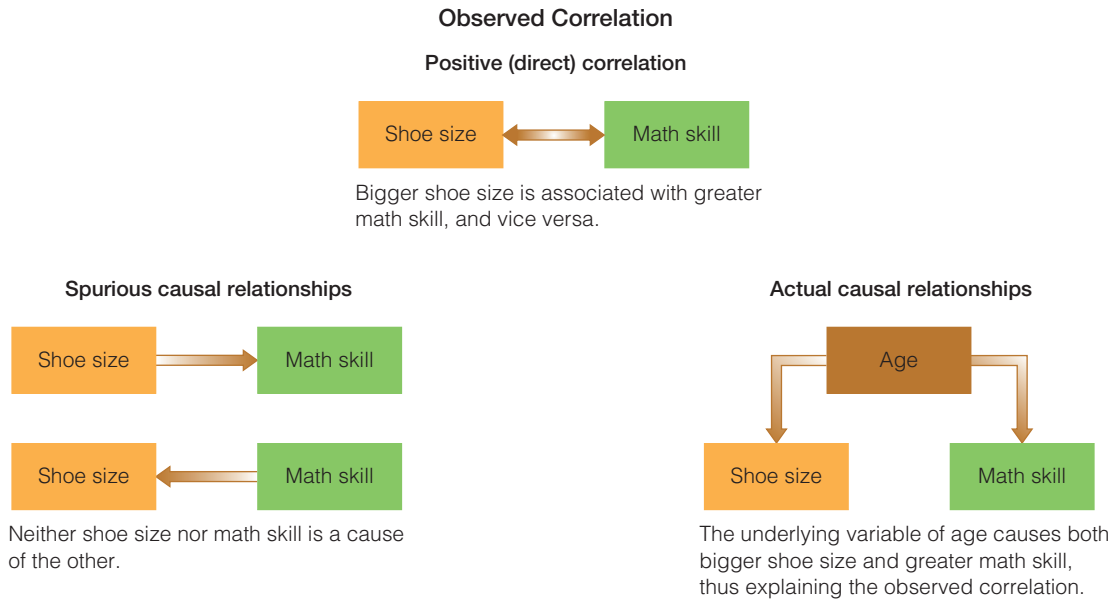 Observed Correlation
Positive (direct) correlation
Shoe size
Math skill
Bigger shoe size is associated with greater
math skill, and vice versa.
Spurious causal relationships
Shoe size
Math skill
Shoe size
Math skill
Neither shoe size nor math skill is a cause
of the other.
Actual causal relationships
Age
Shoe size
Math skill
The underlying variable of age causes both
bigger shoe size and greater math skill,
thus explaining the observed correlation.